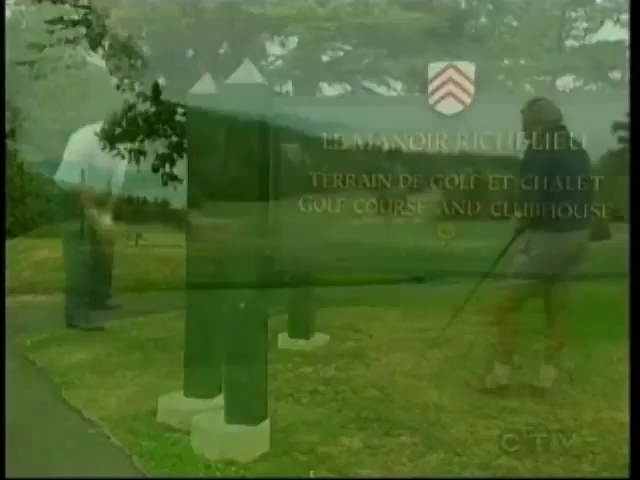 LE MANOIR RICHELIEU
TERRAIN DE GOLF ET CHALET
GOLF COURSE AND CLUBHOUSE
CTV